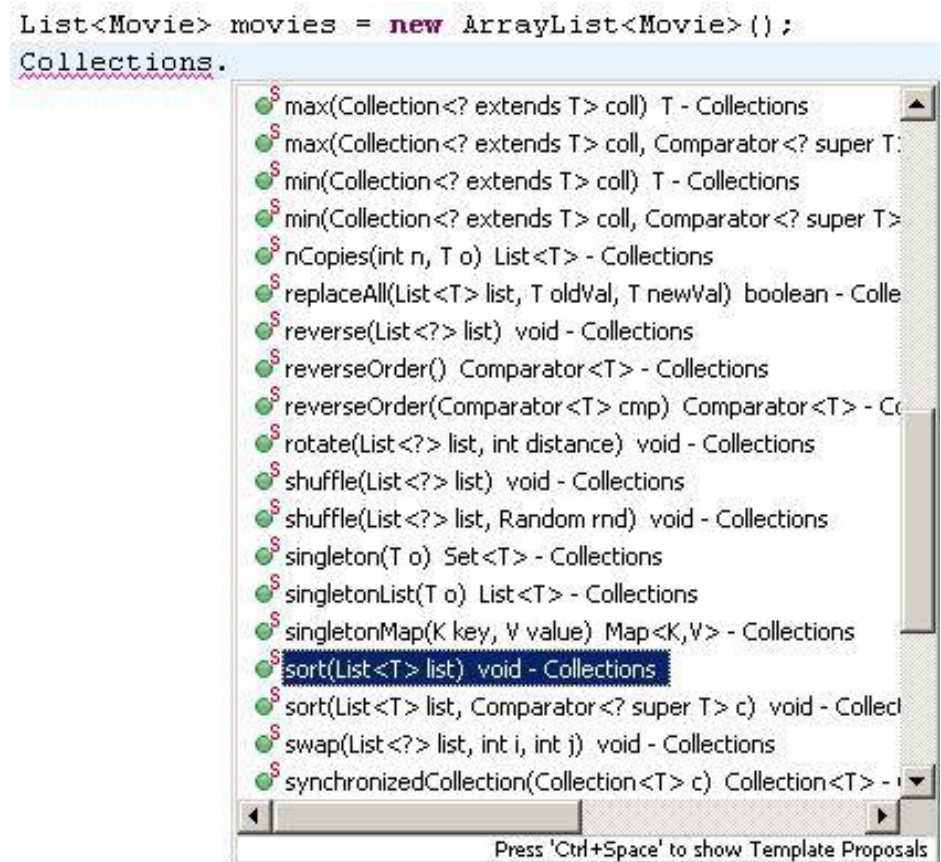 List<Movie> movies = new ArrayList<Movie>();
Collections.
S max(Collection<? extends T> coll)  T - Collections
S max(Collection<? extends T> coll, Comparator<? super T>
S min(Collection<? extends T> coll)  T - Collections
S min(Collection<? extends T> coll, Comparator<? super T>
S nCopies(int n, T o)  List<T> - Collections
S replaceAll(List<T> list, T oldVal, T newVal)  boolean - Colle
S reverse(List<?> list)  void - Collections
S reverseOrder()  Comparator<T> - Collections
S reverseOrder(Comparator<T> cmp)  Comparator<T> - Co
S rotate(List<?> list, int distance)  void - Collections
S shuffle(List<?> list)  void - Collections
S shuffle(List<?> list, Random rnd)  void - Collections
S singleton(T o)  Set<T> - Collections
S singletonList(T o)  List<T> - Collections
S singletonMap(K key, V value)  Map<K,V> - Collections
S sort(List<T> list)  void - Collections
S sort(List<T> list, Comparator<? super T> c)  void - Collect
S swap(List<?> list, int i, int j)  void - Collections
S synchronizedCollection(Collection<T> c)  Collection<T> -
Press 'Ctrl+Space' to show Template Proposals